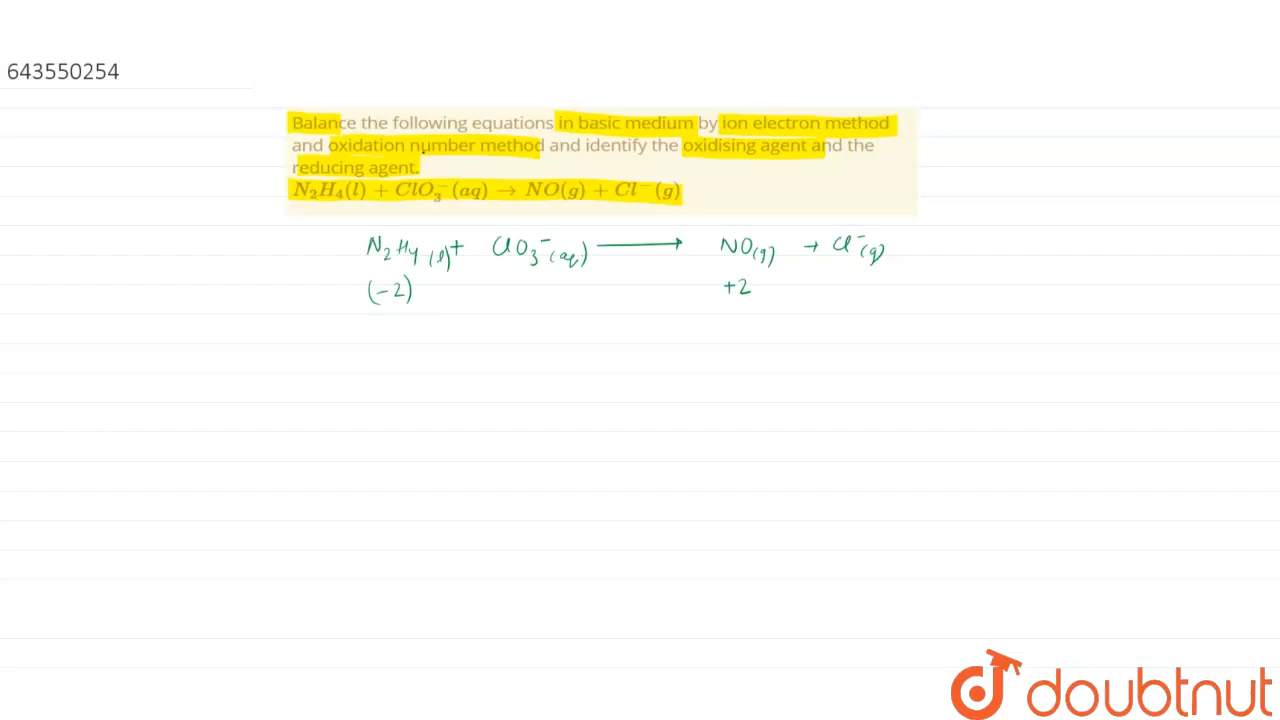 643550254
Balance the following equations in basic medium by ion electron method
and oxidation number method and identify the oxidising agent and the
reducing agent.
N₂H₄(l) + ClO₃⁻(aq) → NO(g) + Cl⁻(g)
N₂H₄(l) + ClO₃⁻(aq) ⟶ NO(g) + Cl⁻(g)
(-2) +2
doubtnut